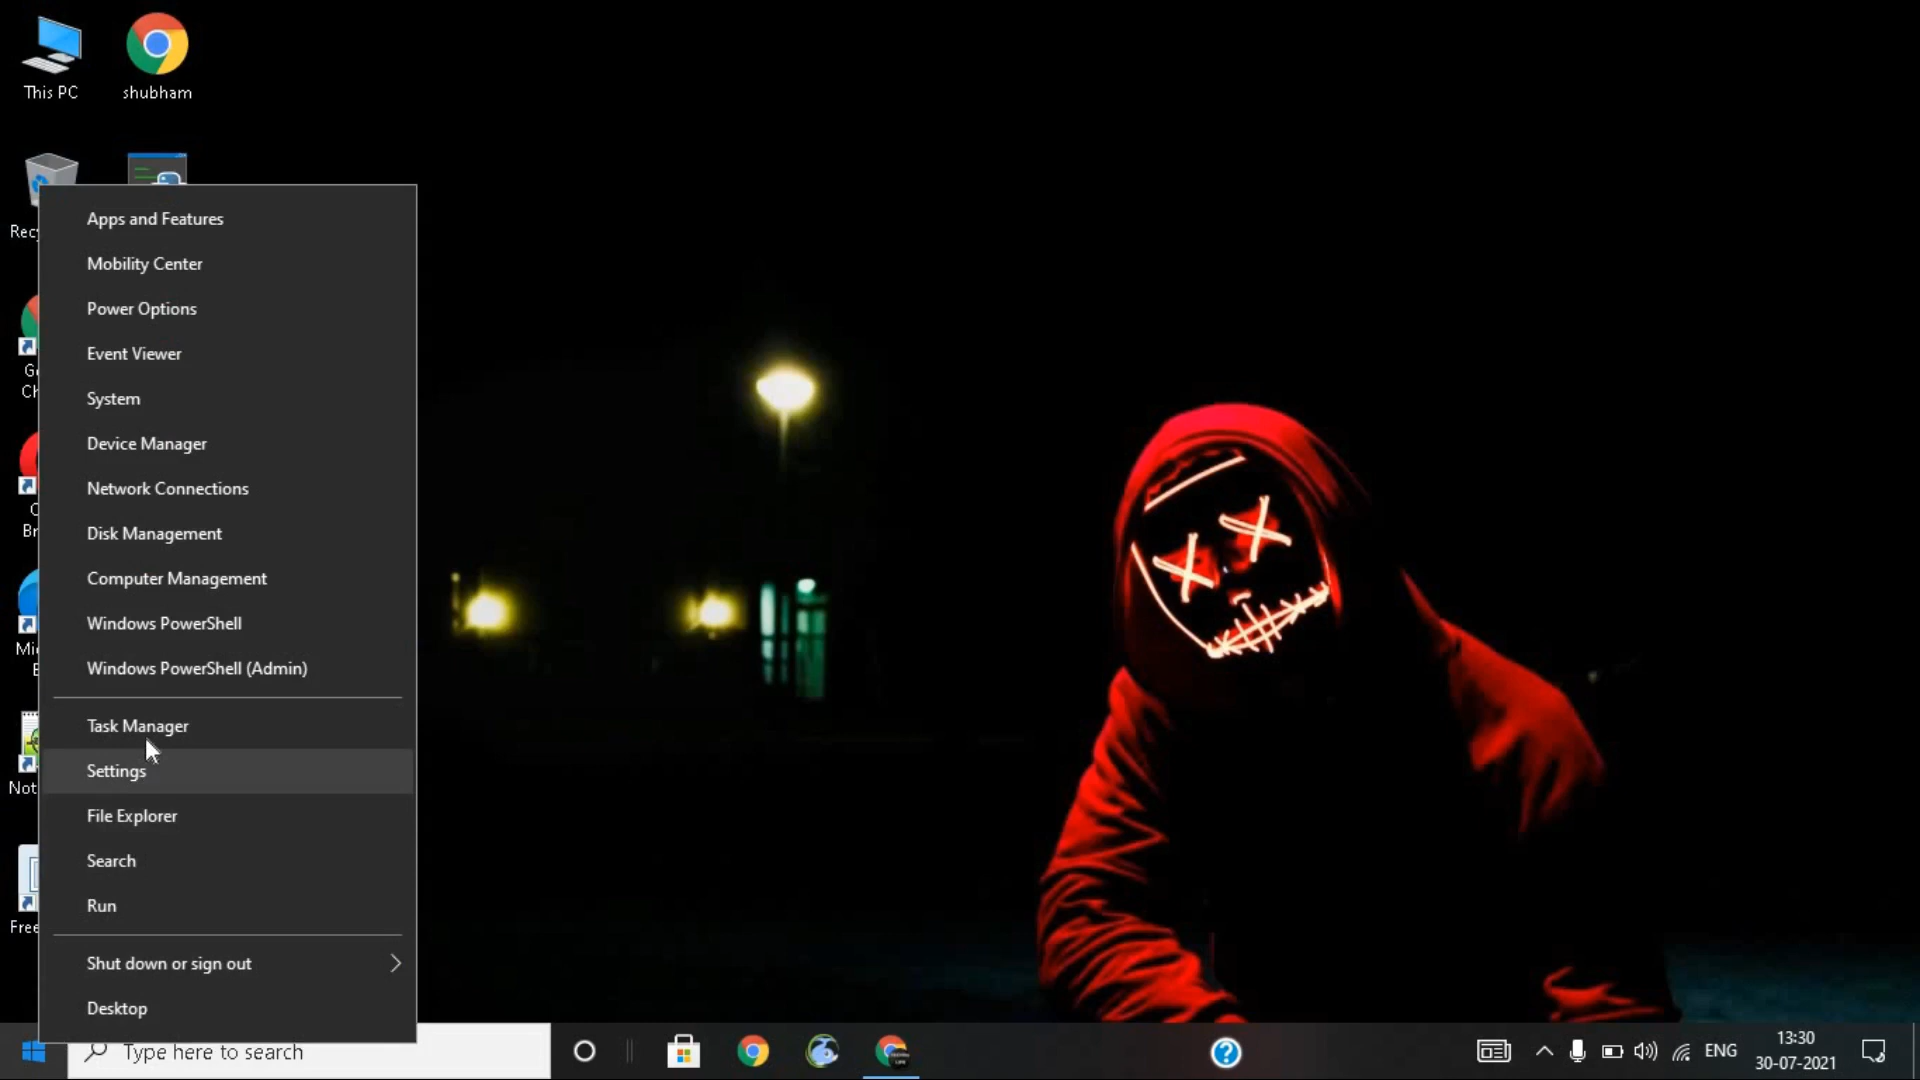 This PC
shubham
Apps and Features
Mobility Center
Power Options
Event Viewer
System
Device Manager
Network Connections
Disk Management
Computer Management
Windows PowerShell
Windows PowerShell (Admin)
Task Manager
Settings
File Explorer
Search
Run
Shut down or sign out
Desktop
Type here to search
ENG
13:30
30-07-2021